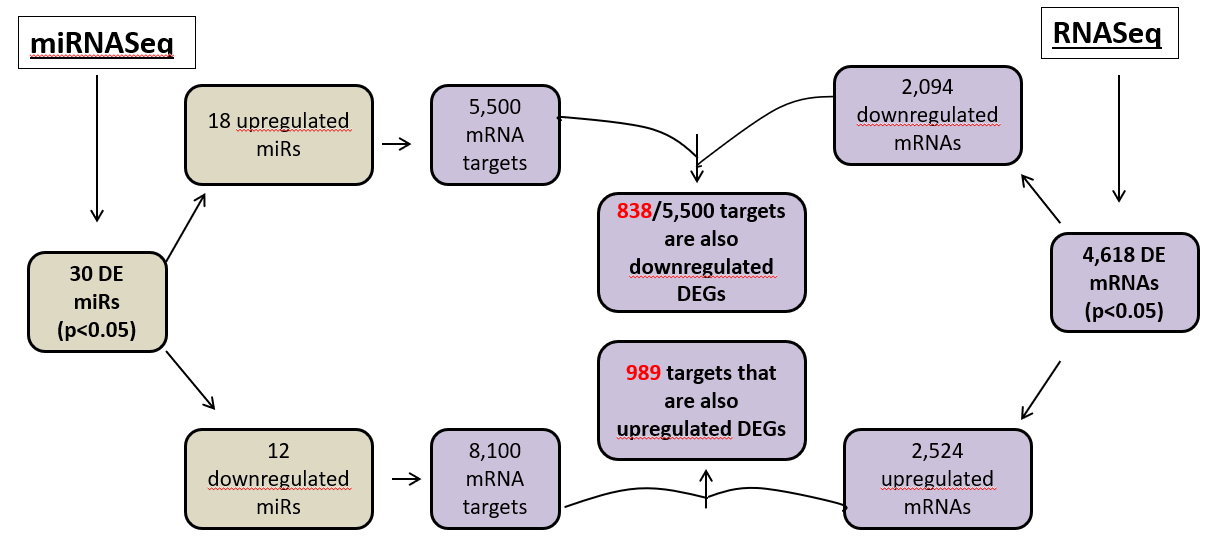 miRNASeq
RNASeq
18 upregulated
miRs
5,500
mRNA
targets
2,094
downregulated
mRNAs
838/5,500 targets
are also
downregulated
DEGs
30 DE
miRs
(p<0.05)
4,618 DE
mRNAs
(p<0.05)
989 targets that
are also
upregulated DEGs
12
downregulated
miRs
8,100
mRNA
targets
2,524
upregulated
mRNAs